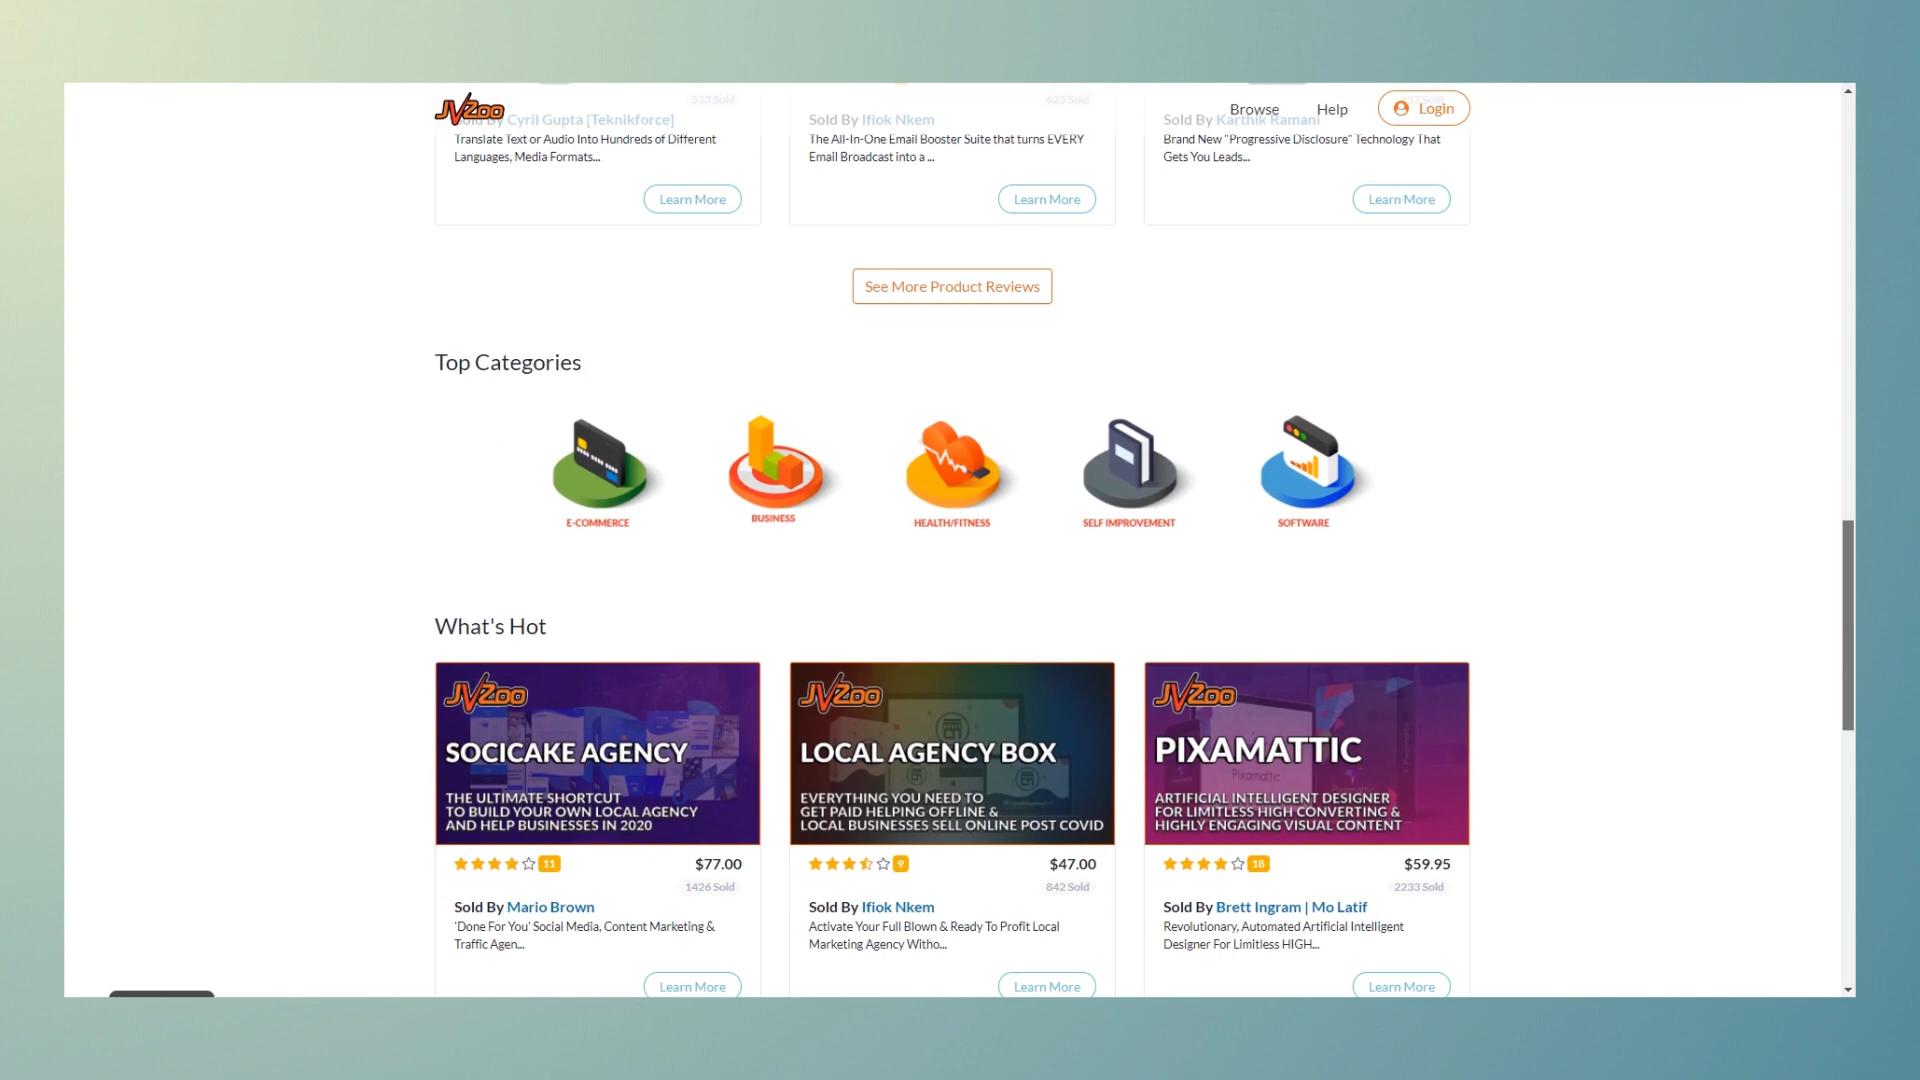 JVZoo
Browse
Help
Login
533 Sold
623 Sold
Sold By Cyril Gupta [Teknikforce]
Sold By Ifiok Nkem
Sold By Karthik Ramani
Translate Text or Audio Into Hundreds of Different
Languages, Media Formats...
The All-In-One Email Booster Suite that turns EVERY
Email Broadcast into a ...
Brand New "Progressive Disclosure" Technology That
Gets You Leads...
Learn More
Learn More
Learn More
See More Product Reviews
Top Categories
E-COMMERCE
BUSINESS
HEALTH/FITNESS
SELF IMPROVEMENT
SOFTWARE
What's Hot
JVZoo
SOCICAKE AGENCY
THE ULTIMATE SHORTCUT
TO BUILD YOUR OWN LOCAL AGENCY
AND HELP BUSINESSES IN 2020
11
$77.00
1426 Sold
Sold By Mario Brown
'Done For You' Social Media, Content Marketing &
Traffic Agen...
Learn More
JVZoo
LOCAL AGENCY BOX
EVERYTHING YOU NEED TO
GET PAID HELPING OFFLINE &
LOCAL BUSINESSES SELL ONLINE POST COVID
9
$47.00
842 Sold
Sold By Ifiok Nkem
Activate Your Full Blown & Ready To Profit Local
Marketing Agency Witho...
Learn More
JVZoo
PIXAMATTIC
Pixamattic
ARTIFICIAL INTELLIGENT DESIGNER
FOR LIMITLESS HIGH CONVERTING &
HIGHLY ENGAGING VISUAL CONTENT
18
$59.95
2233 Sold
Sold By Brett Ingram | Mo Latif
Revolutionary, Automated Artificial Intelligent
Designer For Limitless HIGH...
Learn More